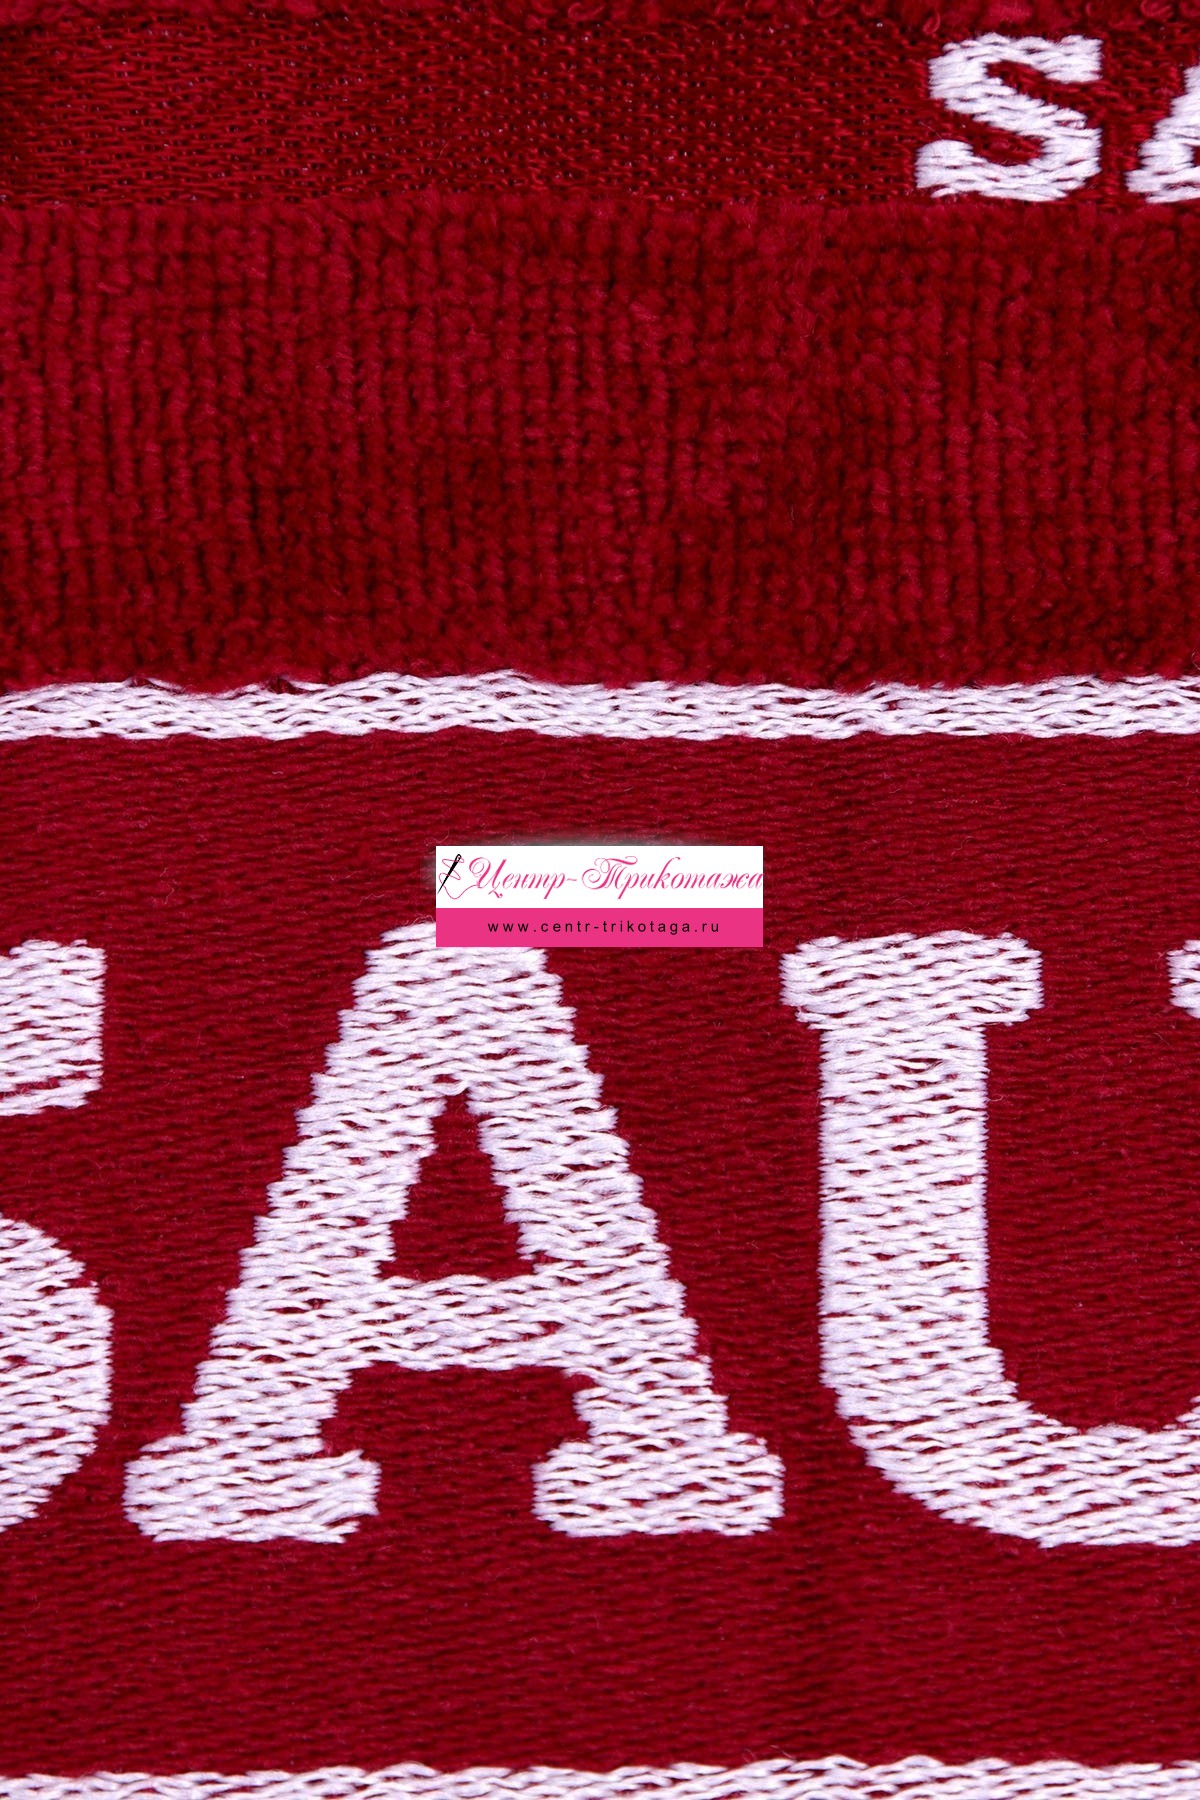 SA
Центр-Трикотажа
www.centr-trikotaga.ru
SAU